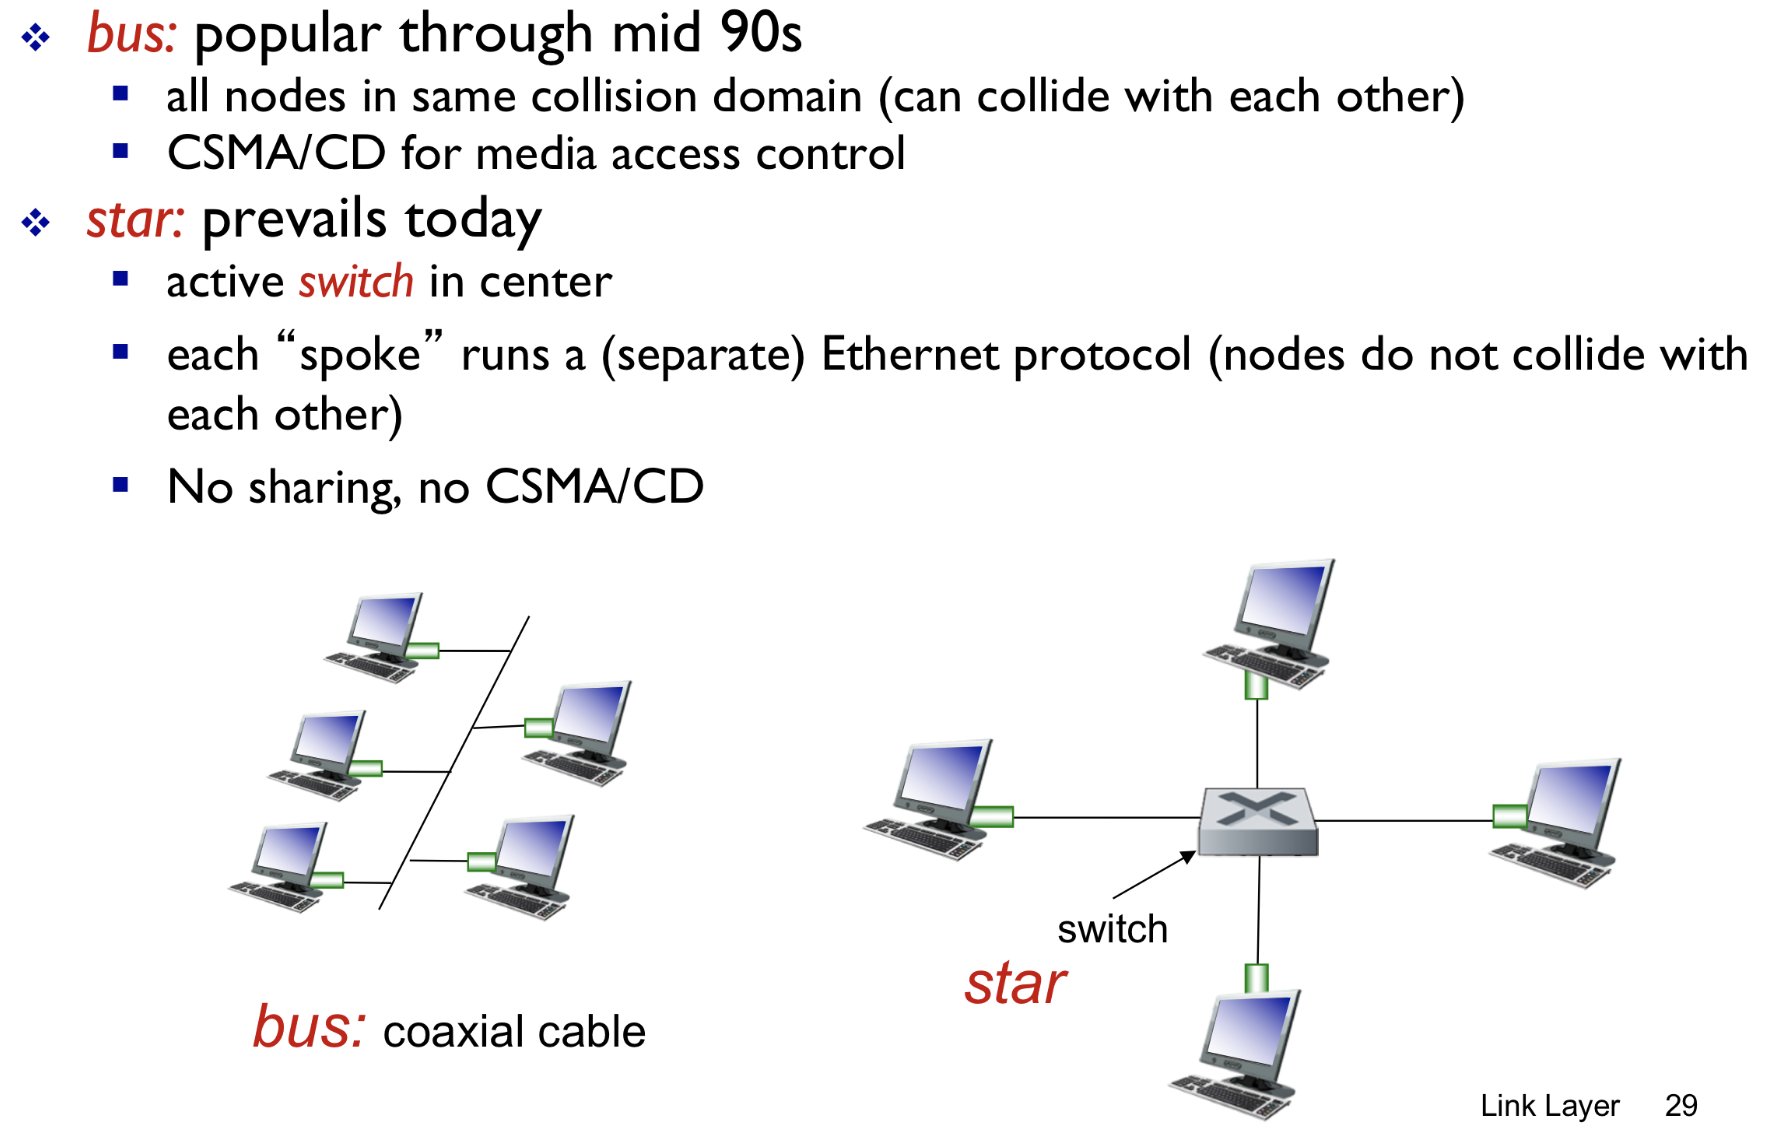 ❖ bus: popular through mid 90s
▪ all nodes in same collision domain (can collide with each other)
▪ CSMA/CD for media access control
❖ star: prevails today
▪ active switch in center
▪ each “spoke” runs a (separate) Ethernet protocol (nodes do not collide with
each other)
▪ No sharing, no CSMA/CD
switch
star
bus: coaxial cable
Link Layer 29